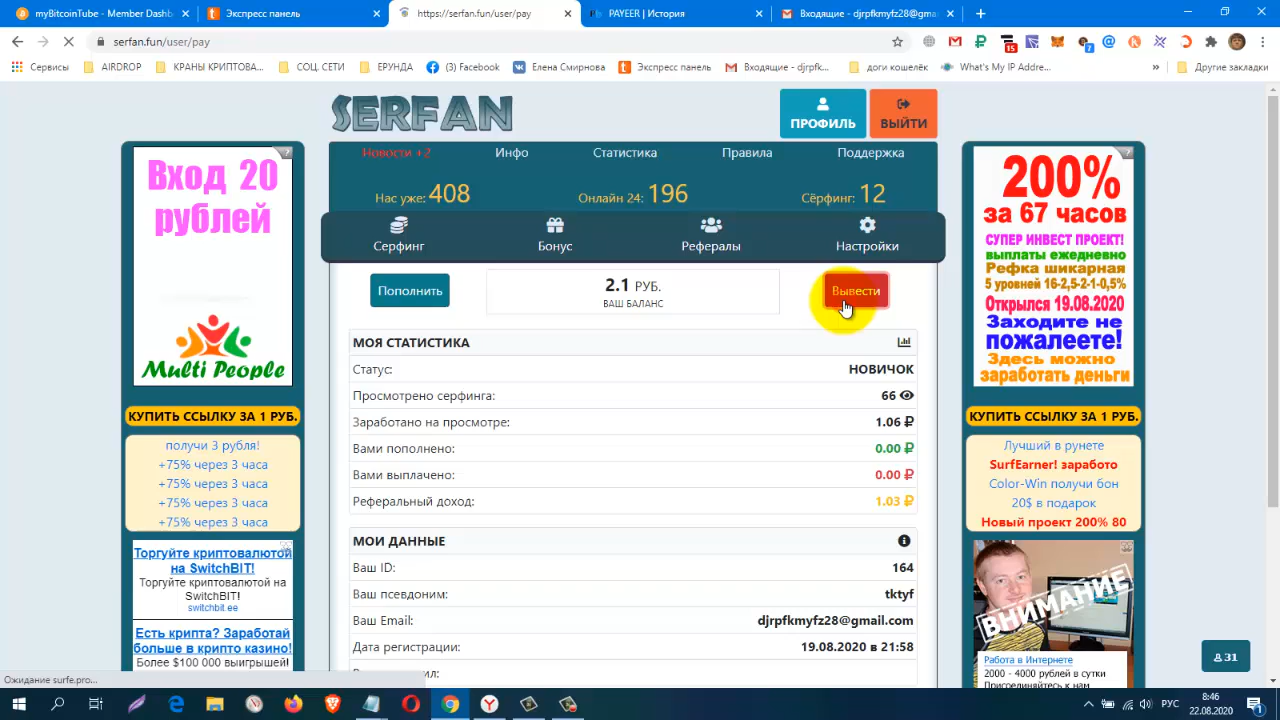 myBitcoinTube - Member Dashb
Экспресс панель
https://serfan.fun/user/pay
PAYEER | История
Входящие - djrpfkmyfz28@gmai
serfan.fun/user/pay
15
7
Сервисы
AIRDROP
КРАНЫ КРИПТОВА...
СОЦ. СЕТИ
ЕРУНДА
(3) Facebook
Елена Смирнова
Экспресс панель
Входящие - djrpfk...
доги кошелёк
What's My IP Addre...
»
Другие закладки
SERFAN
ПРОФИЛЬ
ВЫЙТИ
Новости +2
Инфо
Статистика
Правила
Поддержка
Нас уже: 408
Онлайн 24: 196
Сёрфинг: 12
Серфинг
Бонус
Рефералы
Настройки
Пополнить
2.1 РУБ.
ВАШ БАЛАНС
Вывести
МОЯ СТАТИСТИКА
Статус:
НОВИЧОК
Просмотрено серфинга:
66
Заработано на просмотре:
1.06 ₽
Вами пополнено:
0.00 ₽
Вами выплачено:
0.00 ₽
Реферальный доход:
1.03 ₽
МОИ ДАННЫЕ
Ваш ID:
164
Ваш псевдоним:
tktyf
Ваш Email:
djrpfkmyfz28@gmail.com
Дата регистрации:
19.08.2020 в 21:58
Вход 20
рублей
Multi People
КУПИТЬ ССЫЛКУ ЗА 1 РУБ.
получи 3 рубля!
+75% через 3 часа
+75% через 3 часа
+75% через 3 часа
+75% через 3 часа
Торгуйте криптовалютой
на SwitchBIT!
Торгуйте криптовалютой на
SwitchBIT!
switchbit.ee
Есть крипта? Заработай
больше в крипто казино!
Более $100 000 выигрышей!
200%
за 67 часов
СУПЕР ИНВЕСТ ПРОЕКТ!
выплаты ежедневно
Рефка шикарная
5 уровней 16-2,5-2-1-0,5%
Открылся 19.08.2020
Заходите не
пожалеете!
Здесь можно
заработать деньги
КУПИТЬ ССЫЛКУ ЗА 1 РУБ.
Лучший в рунете
SurfEarner! заработо
Color-Win получи бон
20$ в подарок
Новый проект 200% 80
ВНИМАНИЕ
Работа в Интернете
2000 - 4000 рублей в сутки
Присоединяйтесь к нам
31
Ожидание surfe.pro...
РУС
8:46
22.08.2020
1